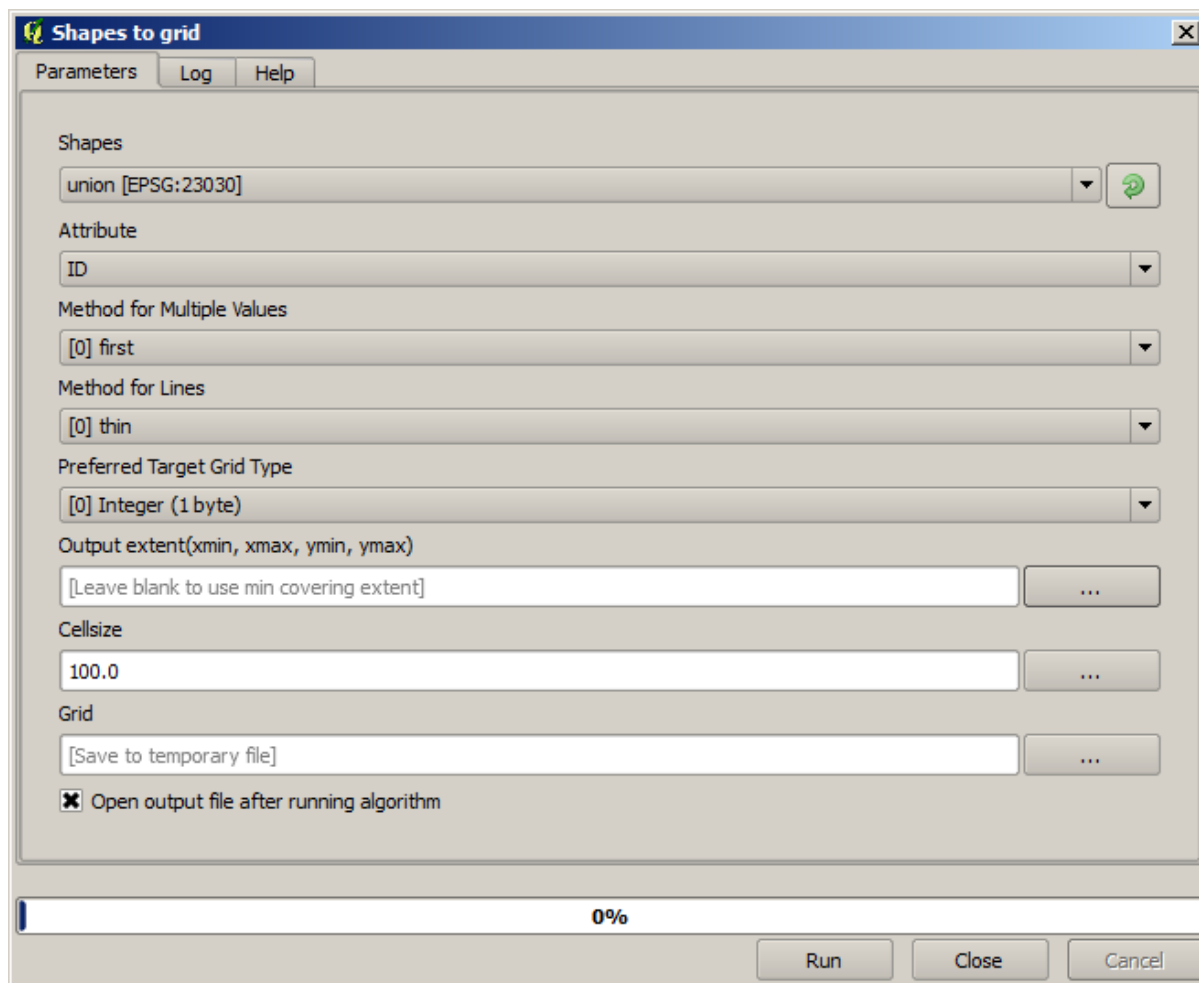 Shapes to grid
Parameters Log Help
Shapes
union [EPSG:23030]
Attribute
ID
Method for Multiple Values
[0] first
Method for Lines
[0] thin
Preferred Target Grid Type
[0] Integer (1 byte)
Output extent(xmin, xmax, ymin, ymax)
[Leave blank to use min covering extent] ...
Cellsize
100.0 ...
Grid
[Save to temporary file] ...
Open output file after running algorithm
0%
Run Close Cancel